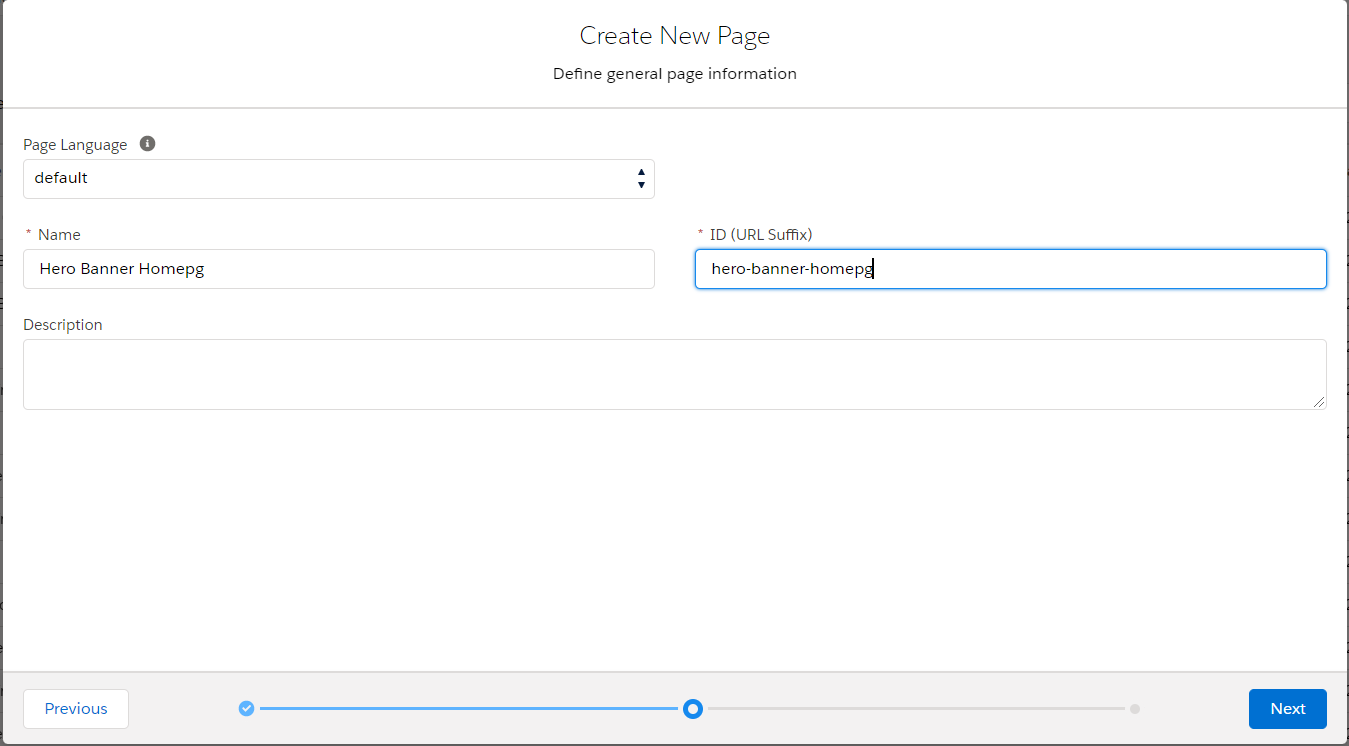 Create New Page
Define general page information
Page Language
default
* Name
* ID (URL Suffix)
Hero Banner Homepg
hero-banner-homepg
Description
Previous
Next